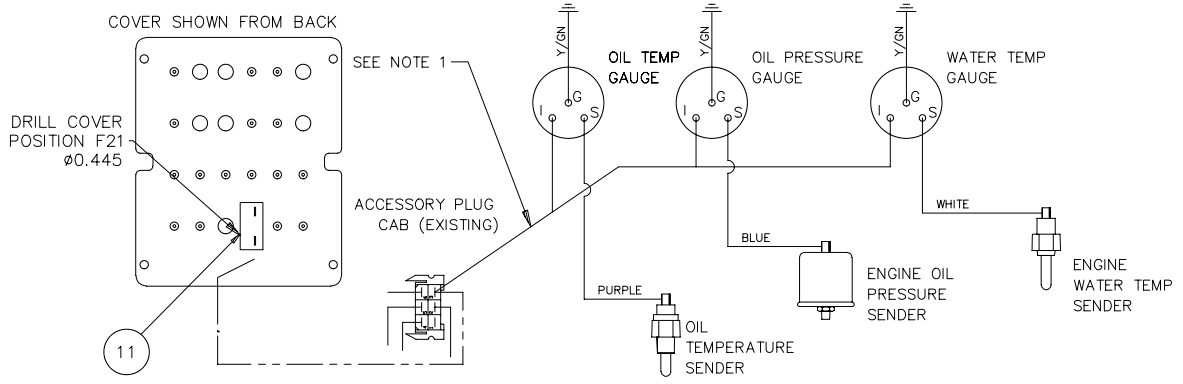 COVER SHOWN FROM BACK
DRILL COVER
POSITION F21
ø0.445
11
SEE NOTE 1
ACCESSORY PLUG
CAB (EXISTING)
Y/GN
OIL TEMP
GAUGE
I
G
S
Y/GN
OIL PRESSURE
GAUGE
I
G
S
Y/GN
WATER TEMP
GAUGE
I
G
S
PURPLE
OIL
TEMPERATURE
SENDER
BLUE
ENGINE OIL
PRESSURE
SENDER
WHITE
ENGINE
WATER TEMP
SENDER